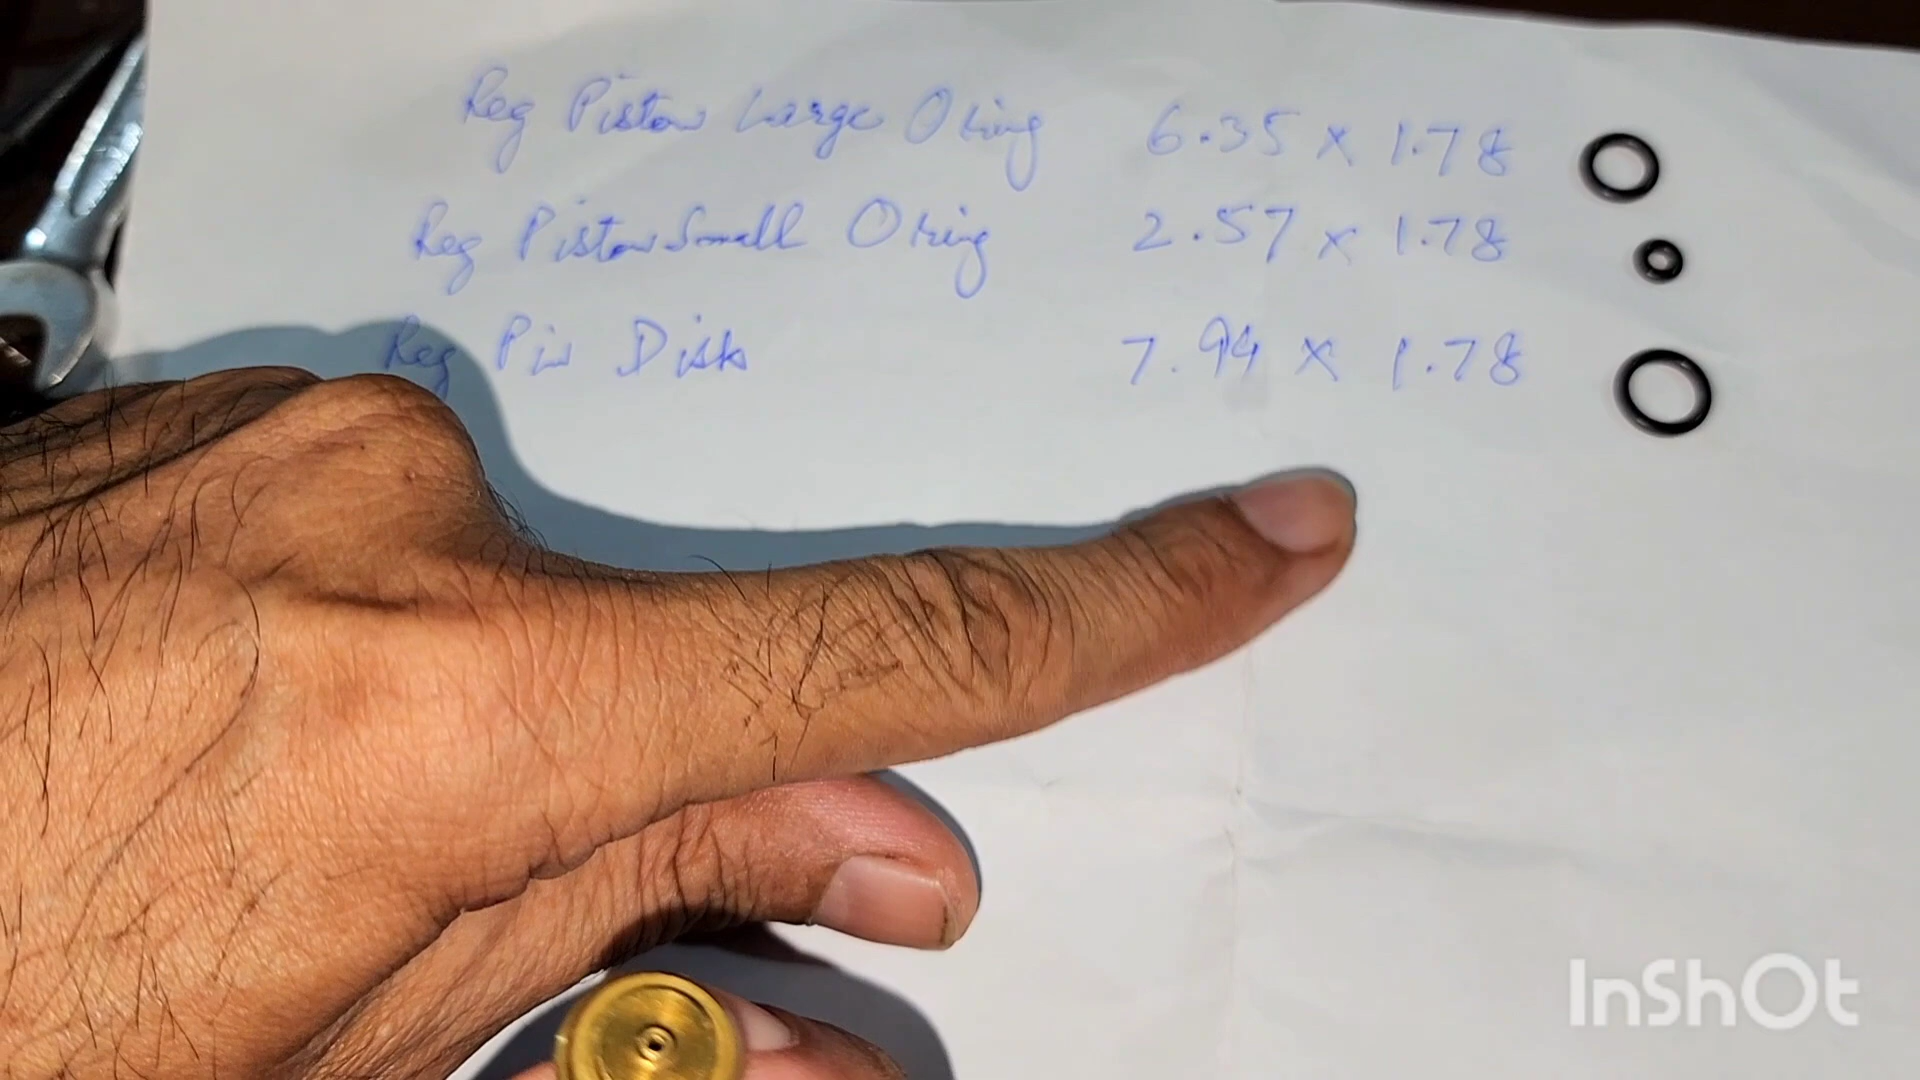 Reg Piston Large O Ring 6.35 x 1.78
Reg Piston Small O Ring 2.57 x 1.78
Reg Pin Disk 7.94 x 1.78
InShOt